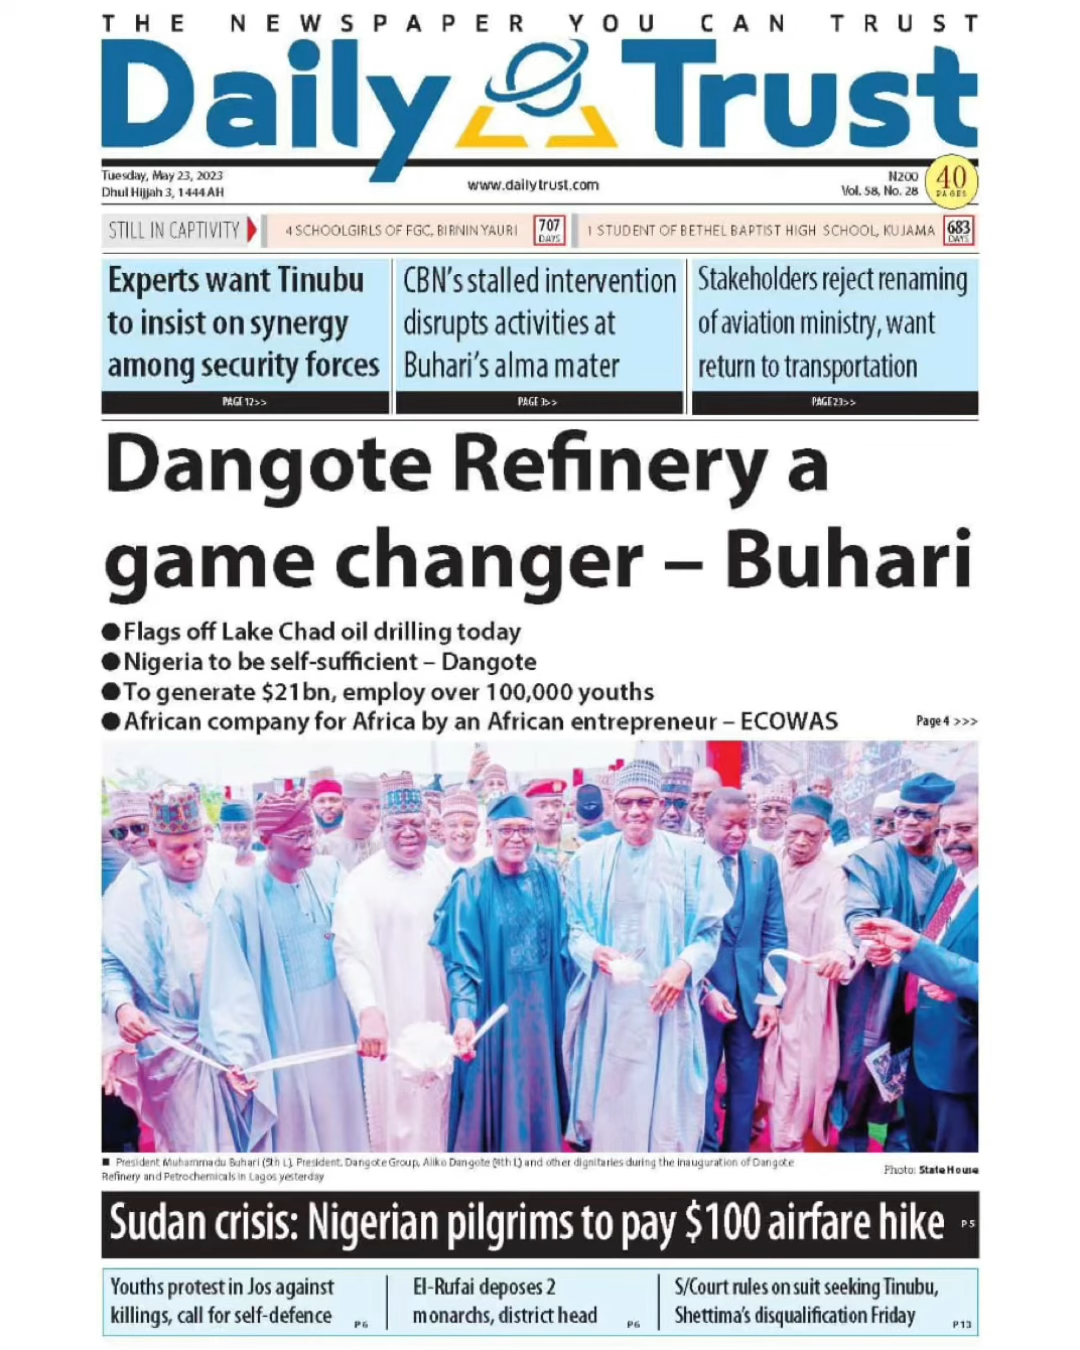 THE NEWSPAPER YOU CAN TRUST
Daily Trust
Tuesday, May 23, 2023
Dhul Hijjah 3, 1444AH
www.dailytrust.com
N200
Vol. 58, No. 28
40
PAGES
STILL IN CAPTIVITY
4 SCHOOLGIRLS OF FGC, BIRNIN YAURI
707
DAYS
1 STUDENT OF BETHEL BAPTIST HIGH SCHOOL, KUJAMA
683
DAYS
Experts want Tinubu
to insist on synergy
among security forces
PAGE 12>>
CBN's stalled intervention
disrupts activities at
Buhari's alma mater
PAGE 3>>
Stakeholders reject renaming
of aviation ministry, want
return to transportation
PAGE 23>>
Dangote Refinery a
game changer – Buhari
●Flags off Lake Chad oil drilling today
●Nigeria to be self-sufficient – Dangote
●To generate $21bn, employ over 100,000 youths
●African company for Africa by an African entrepreneur – ECOWAS
Page 4 >>>
■ President Muhammadu Buhari (5th L), President, Dangote Group, Aliko Dangote (4th L) and other dignitaries during the inauguration of Dangote
Refinery and Petrochemicals in Lagos yesterday
Photo: State House
Sudan crisis: Nigerian pilgrims to pay $100 airfare hike
P5
Youths protest in Jos against
killings, call for self-defence
P6
El-Rufai deposes 2
monarchs, district head
P6
S/Court rules on suit seeking Tinubu,
Shettima's disqualification Friday
P13